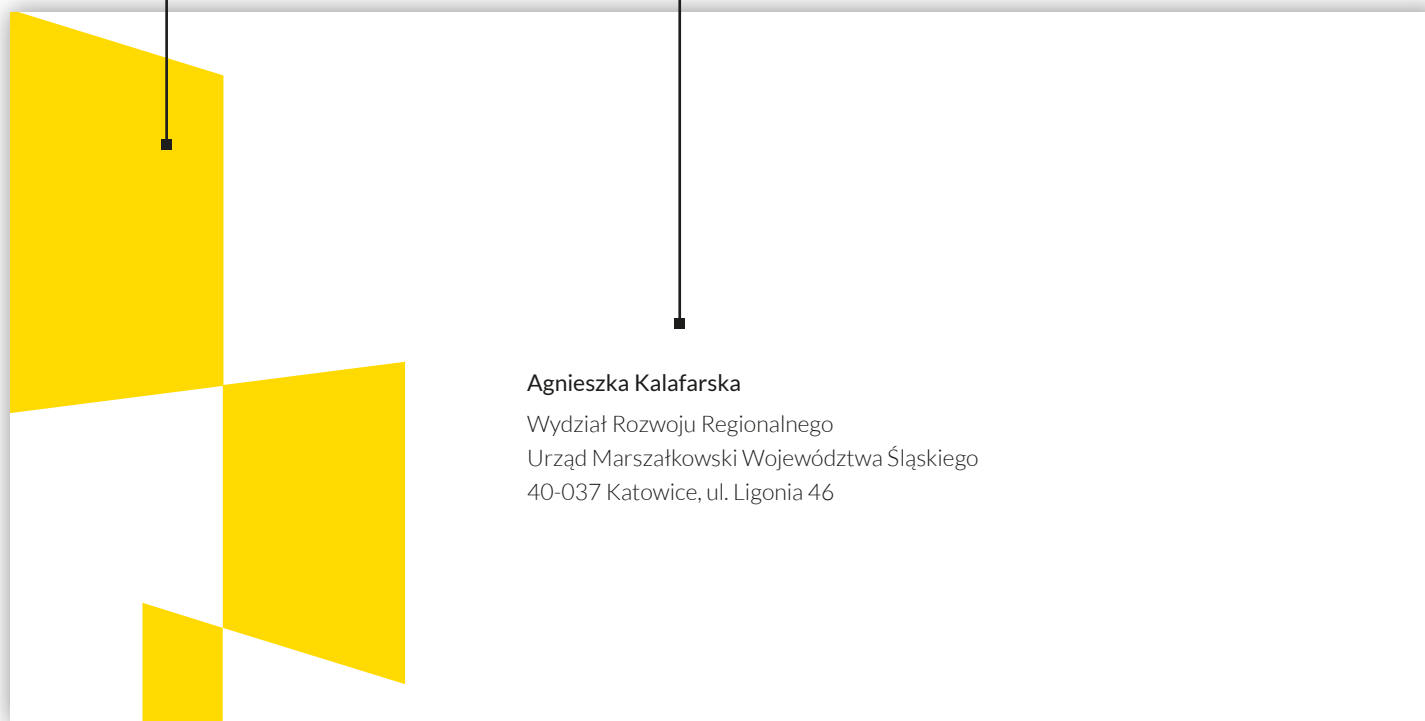 Agnieszka Kalafarska
Wydział Rozwoju Regionalnego
Urząd Marszałkowski Województwa Śląskiego
40-037 Katowice, ul. Ligonia 46